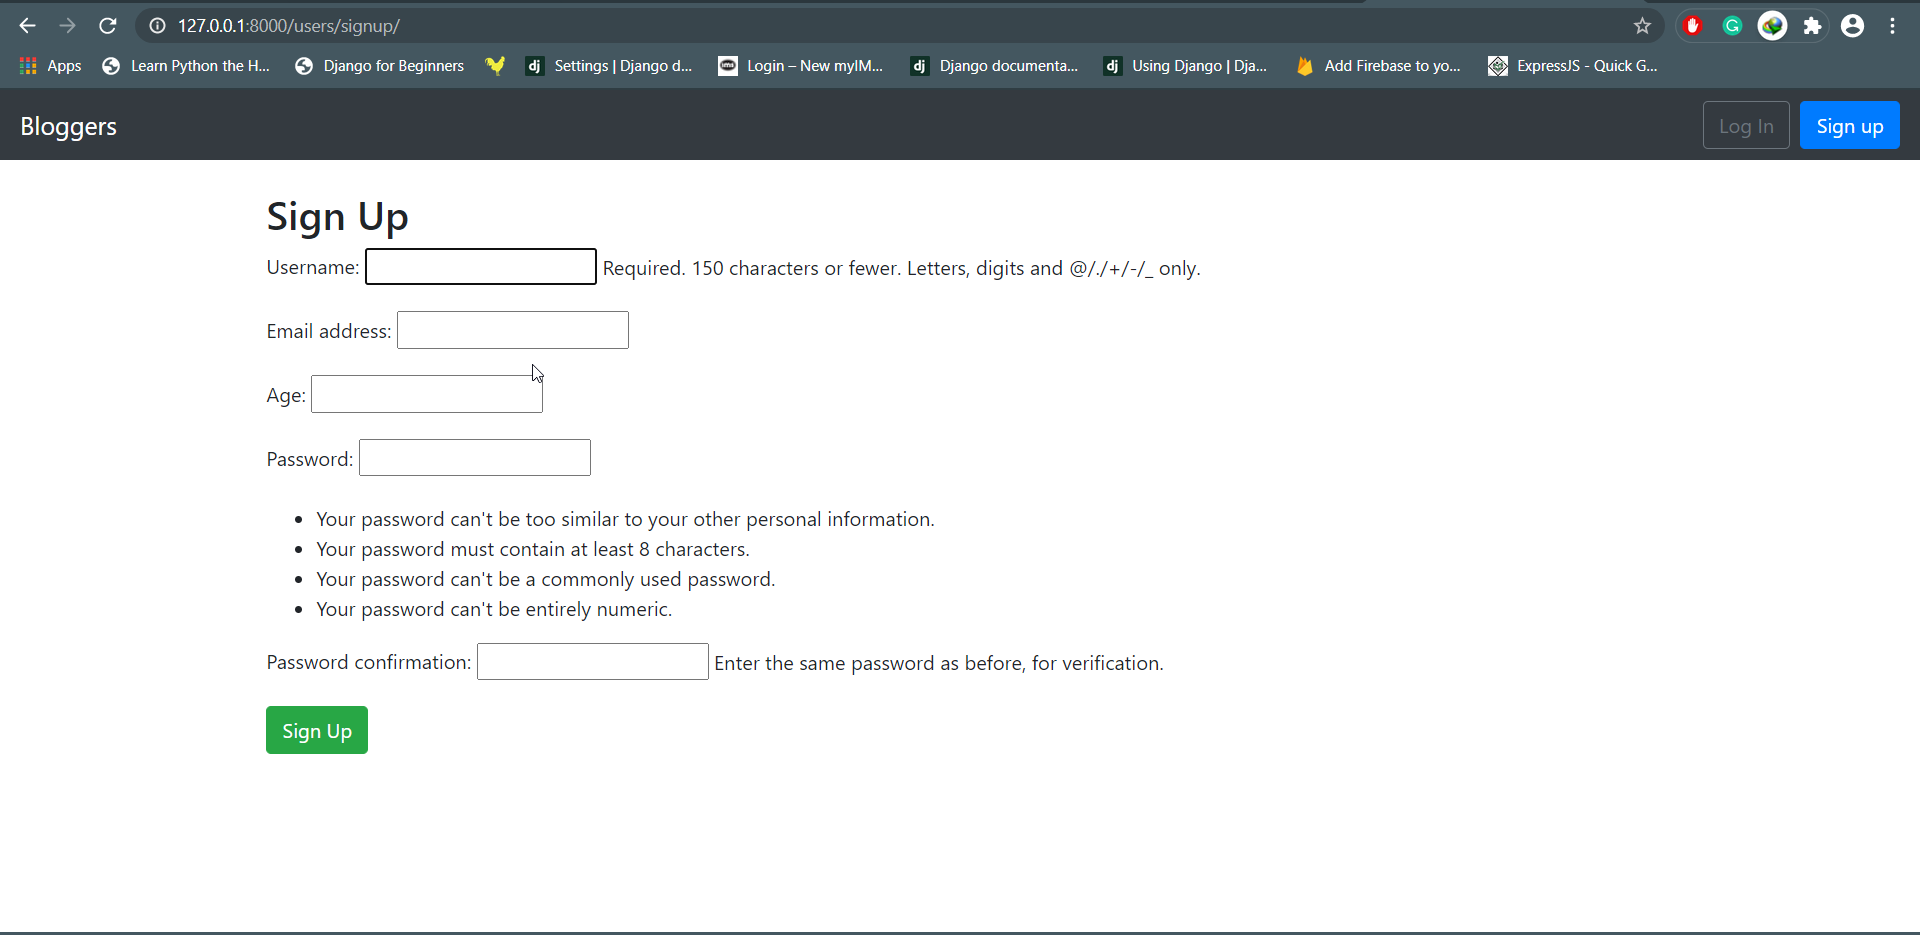 127.0.0.1:8000/users/signup/
Apps Learn Python the H... Django for Beginners dj Settings | Django d... ims Login – New myIM... dj Django documenta... dj Using Django | Dja... Add Firebase to yo... ExpressJS - Quick G...
Bloggers Log In Sign up
Sign Up
Username: Required. 150 characters or fewer. Letters, digits and @/./+/-/_ only.
Email address:
Age:
Password:
• Your password can't be too similar to your other personal information.
• Your password must contain at least 8 characters.
• Your password can't be a commonly used password.
• Your password can't be entirely numeric.
Password confirmation: Enter the same password as before, for verification.
Sign Up